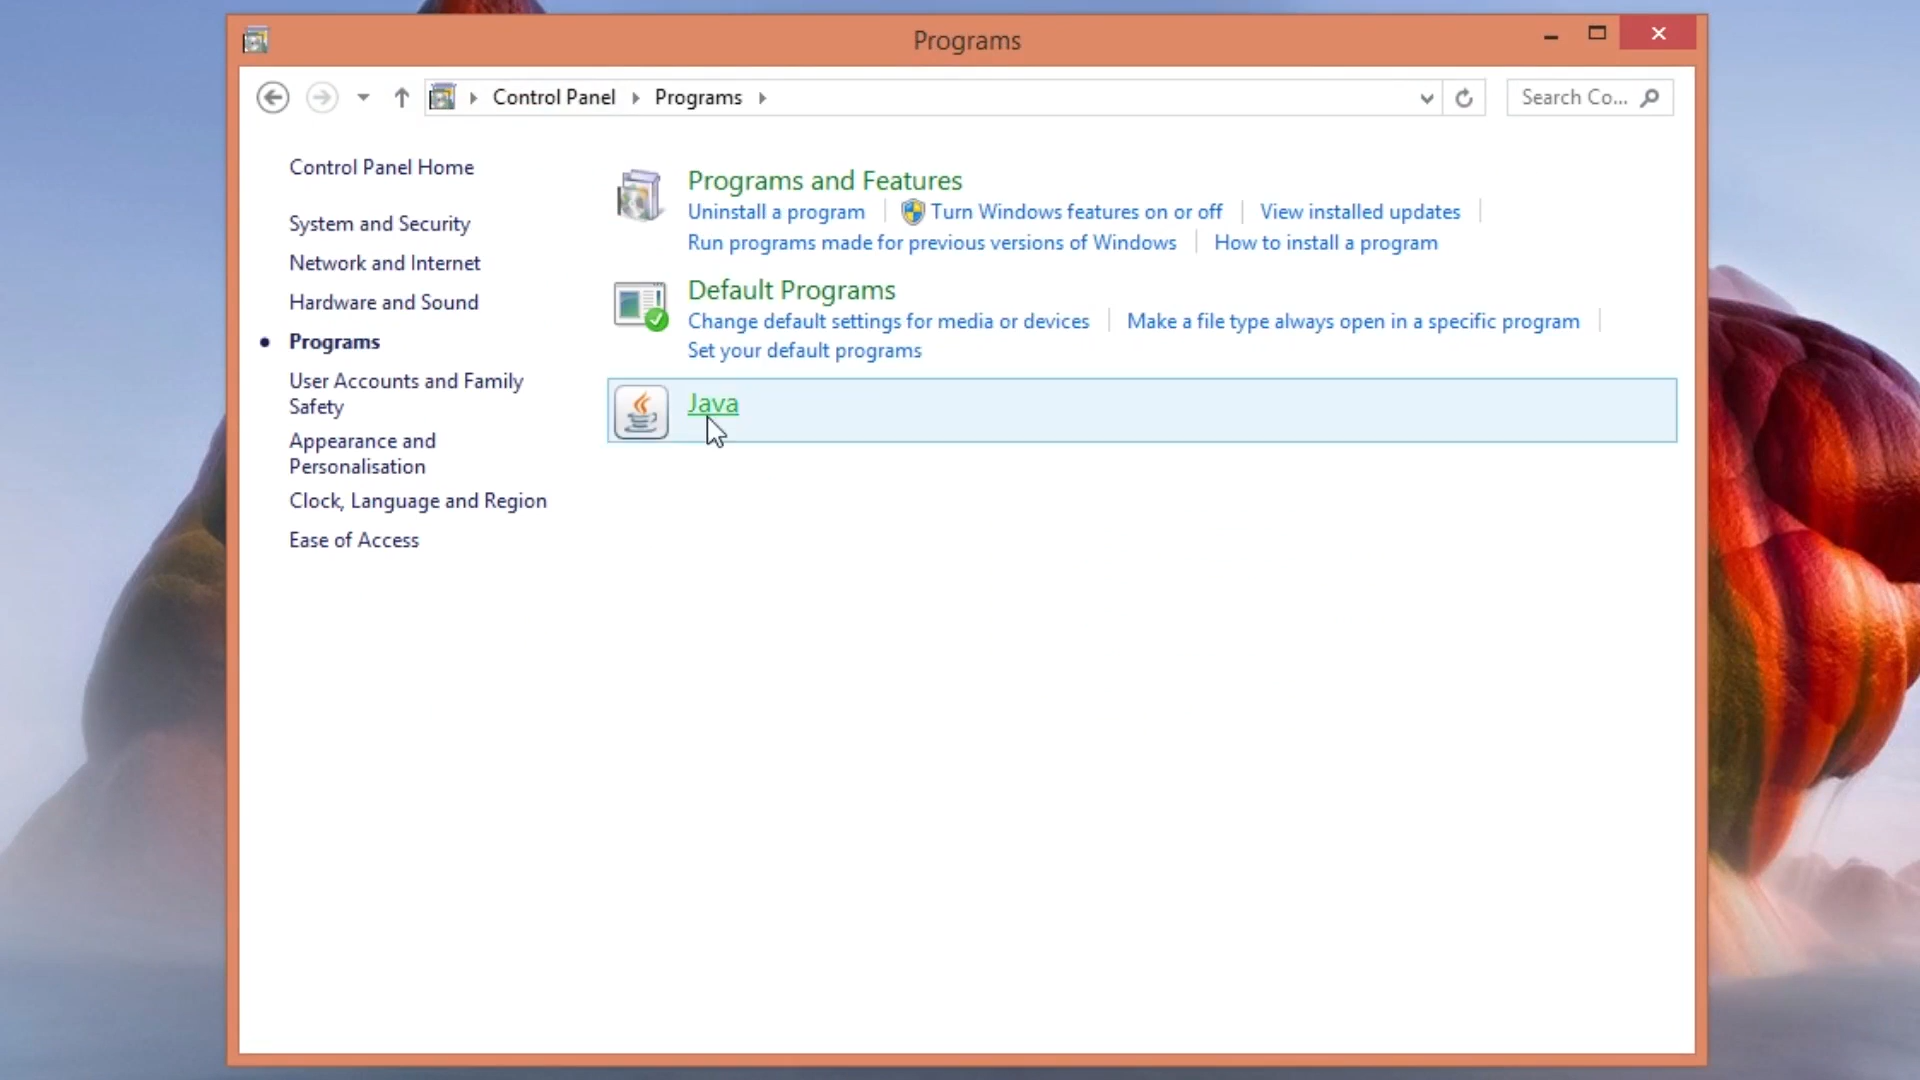 Programs
Control Panel Programs
Search Co...
Control Panel Home
System and Security
Network and Internet
Hardware and Sound
Programs
User Accounts and Family
Safety
Appearance and
Personalisation
Clock, Language and Region
Ease of Access
Programs and Features
Uninstall a program Turn Windows features on or off View installed updates
Run programs made for previous versions of Windows How to install a program
Default Programs
Change default settings for media or devices Make a file type always open in a specific program
Set your default programs
Java